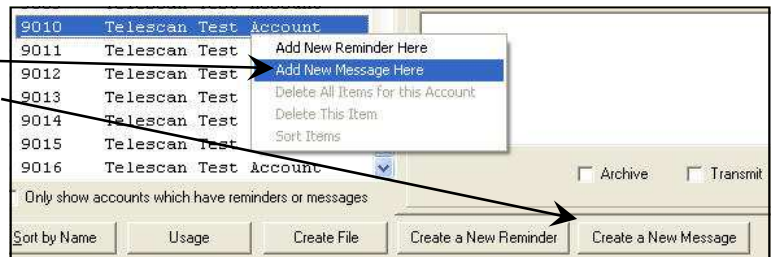 9010 Telescan Test Account
9011 Telescan Test
9012 Telescan Test
9013 Telescan Test
9014 Telescan Test
9015 Telescan Test
9016 Telescan Test Account
Add New Reminder Here
Add New Message Here
Delete All Items for this Account
Delete This Item
Sort Items
Archive Transmit
Only show accounts which have reminders or messages
Sort by Name Usage Create File Create a New Reminder Create a New Message